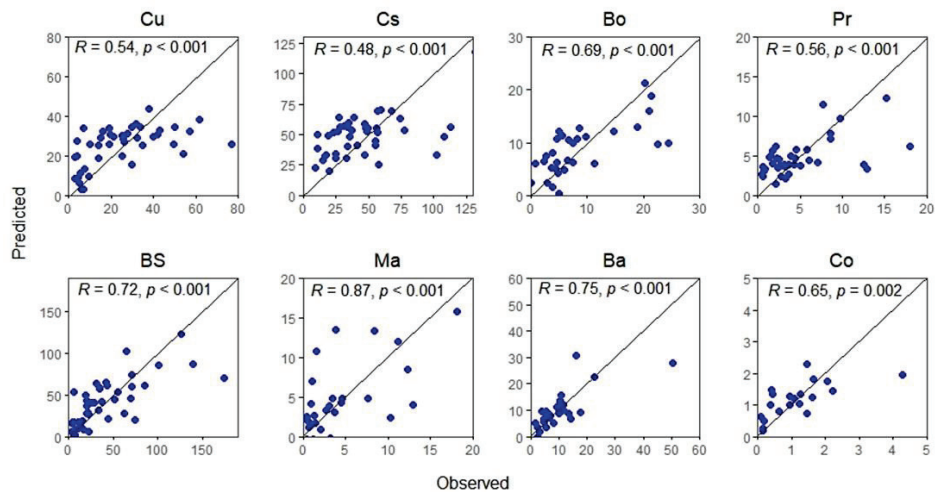 Cu Cs Bo Pr
R = 0.54, p < 0.001 R = 0.48, p < 0.001 R = 0.69, p < 0.001 R = 0.56, p < 0.001
80 60 40 20 0
0 20 40 60 80
125 100 75 50 25 0
0 25 50 75 100 125
30 20 10 0
0 10 20 30
20 15 10 5 0
0 5 10 15 20
Predicted
BS Ma Ba Co
R = 0.72, p < 0.001 R = 0.87, p < 0.001 R = 0.75, p < 0.001 R = 0.65, p = 0.002
150 100 50 0
0 50 100 150
20 15 10 5 0
0 5 10 15 20
60 50 40 30 20 10 0
0 10 20 30 40 50 60
5 4 3 2 1 0
0 1 2 3 4 5
Observed